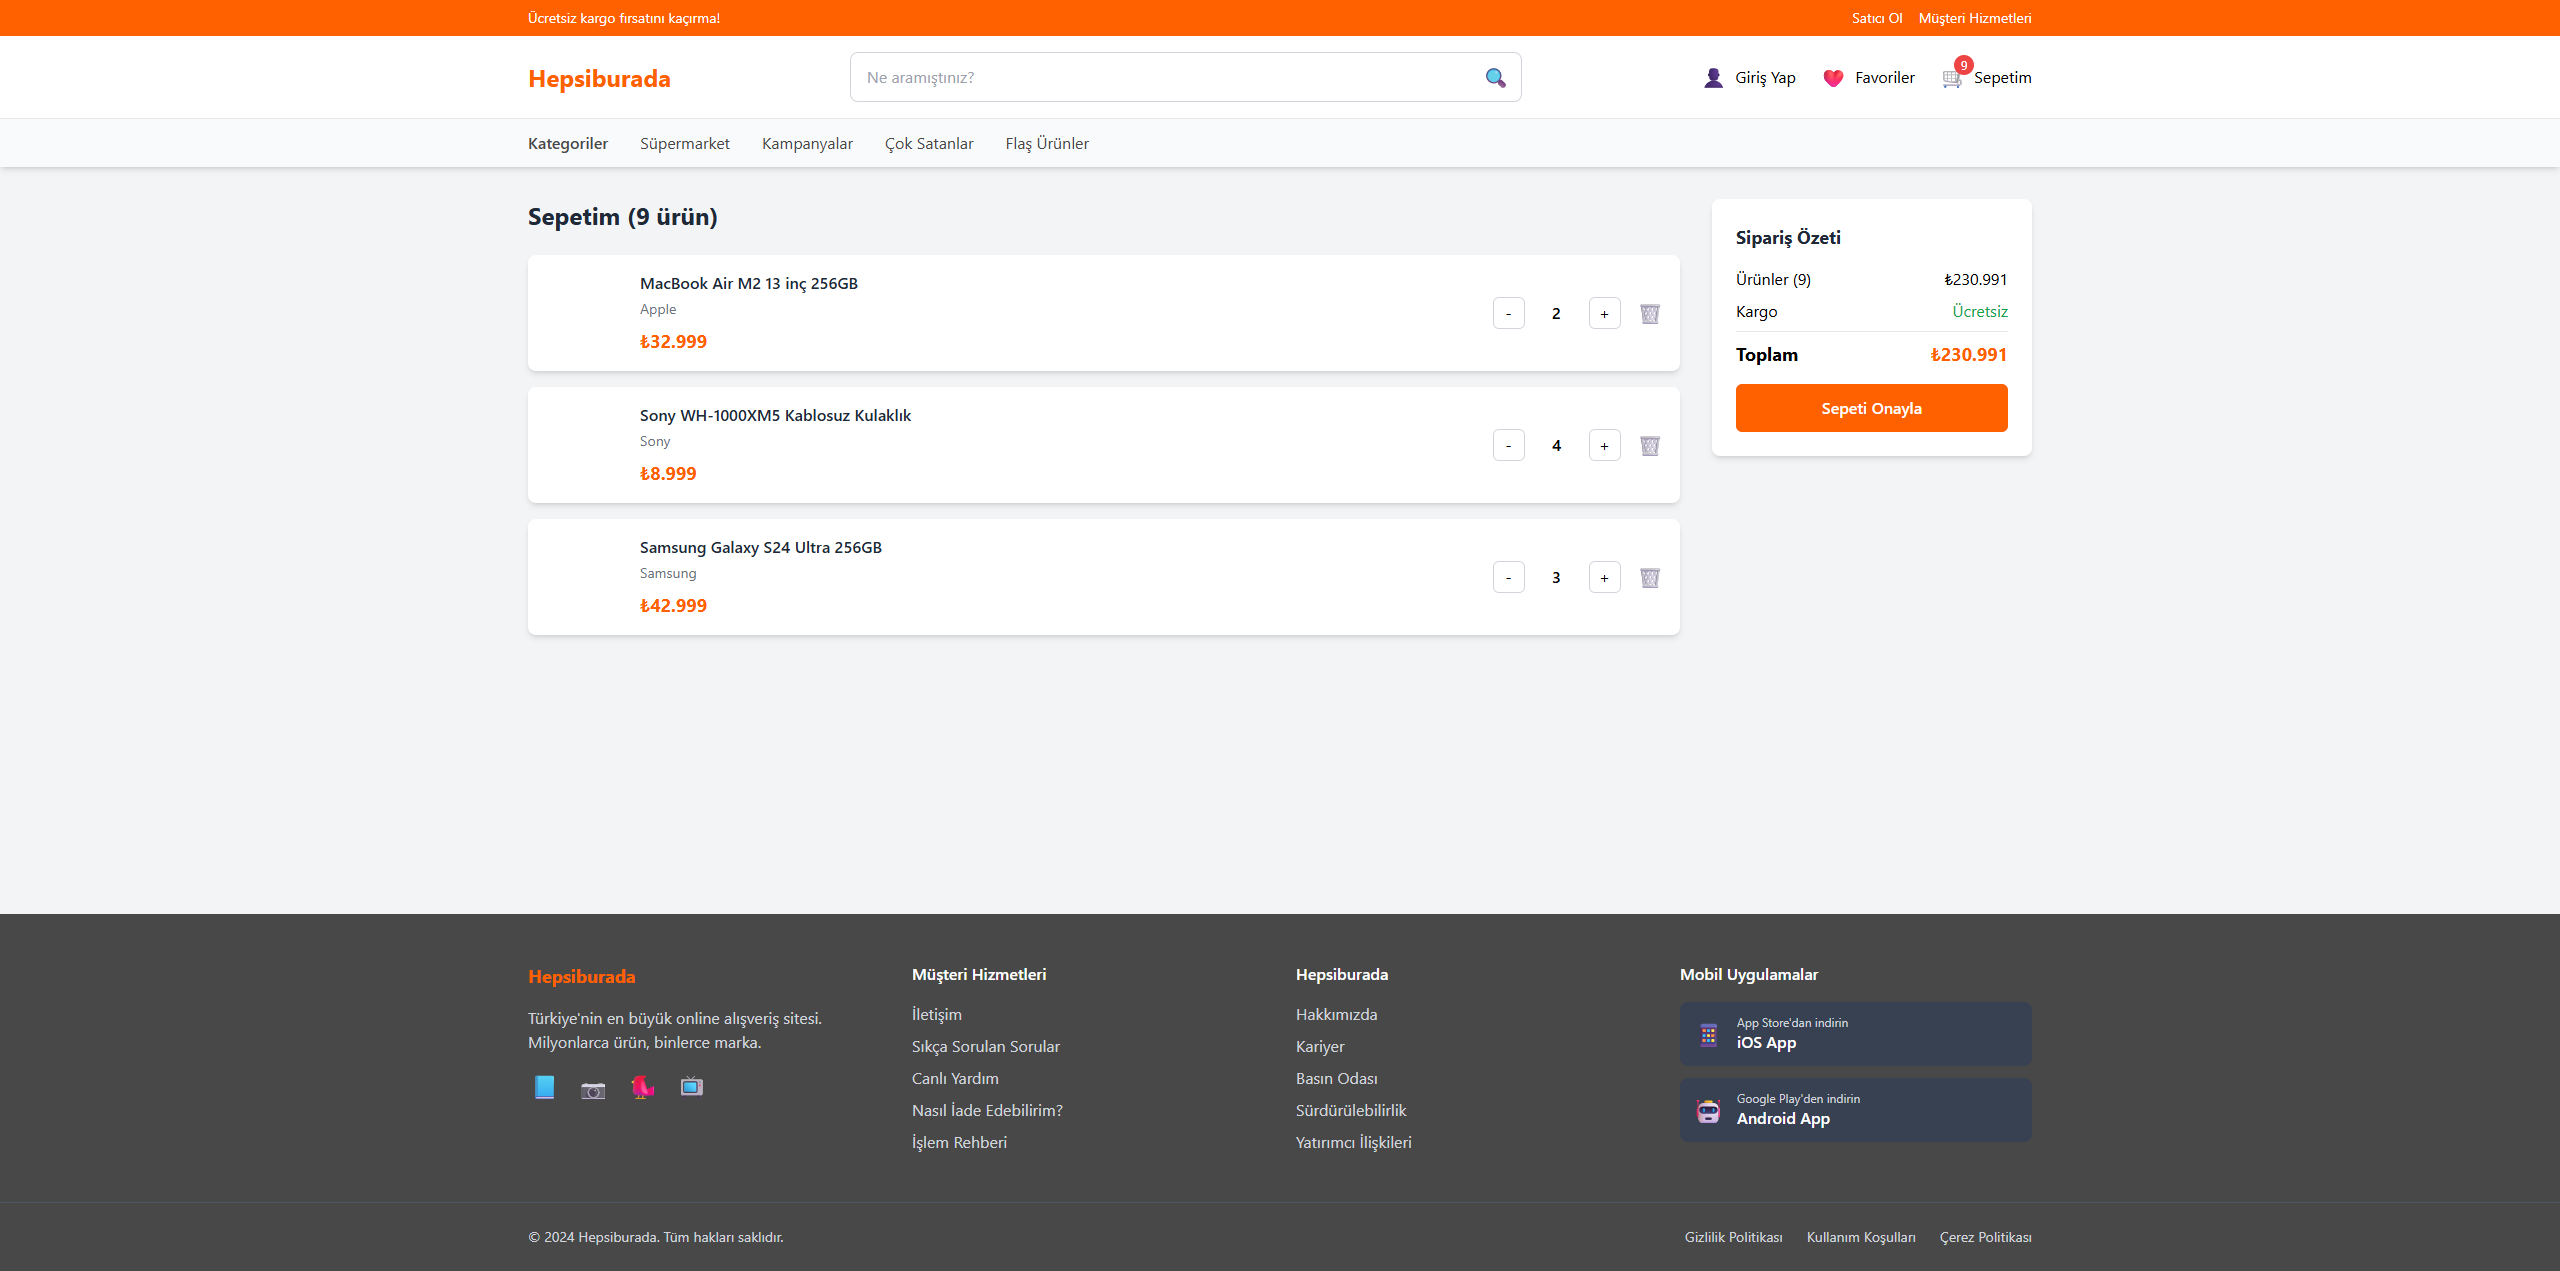 Ücretsiz kargo fırsatını kaçırma!
Satıcı Ol
Müşteri Hizmetleri
Hepsiburada
Ne aramıştınız?
Giriş Yap
Favoriler
9
Sepetim
Kategoriler
Süpermarket
Kampanyalar
Çok Satanlar
Flaş Ürünler
Sepetim (9 ürün)
MacBook Air M2 13 inç 256GB
Apple
₺32.999
- 2 +
Sony WH-1000XM5 Kablosuz Kulaklık
Sony
₺8.999
- 4 +
Samsung Galaxy S24 Ultra 256GB
Samsung
₺42.999
- 3 +
Sipariş Özeti
Ürünler (9) ₺230.991
Kargo Ücretsiz
Toplam ₺230.991
Sepeti Onayla
Hepsiburada
Türkiye'nin en büyük online alışveriş sitesi.
Milyonlarca ürün, binlerce marka.
Müşteri Hizmetleri
İletişim
Sıkça Sorulan Sorular
Canlı Yardım
Nasıl İade Edebilirim?
İşlem Rehberi
Hepsiburada
Hakkımızda
Kariyer
Basın Odası
Sürdürülebilirlik
Yatırımcı İlişkileri
Mobil Uygulamalar
App Store'dan indirin
iOS App
Google Play'den indirin
Android App
© 2024 Hepsiburada. Tüm hakları saklıdır.
Gizlilik Politikası
Kullanım Koşulları
Çerez Politikası